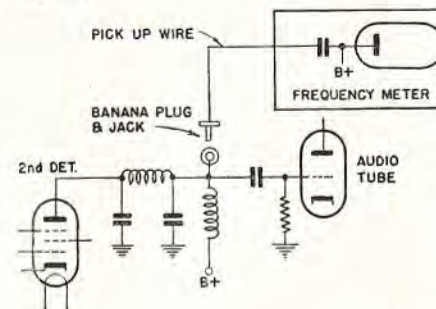 PICK UP WIRE
B+
FREQUENCY METER
BANANA PLUG
& JACK
2nd DET.
AUDIO
TUBE
B+